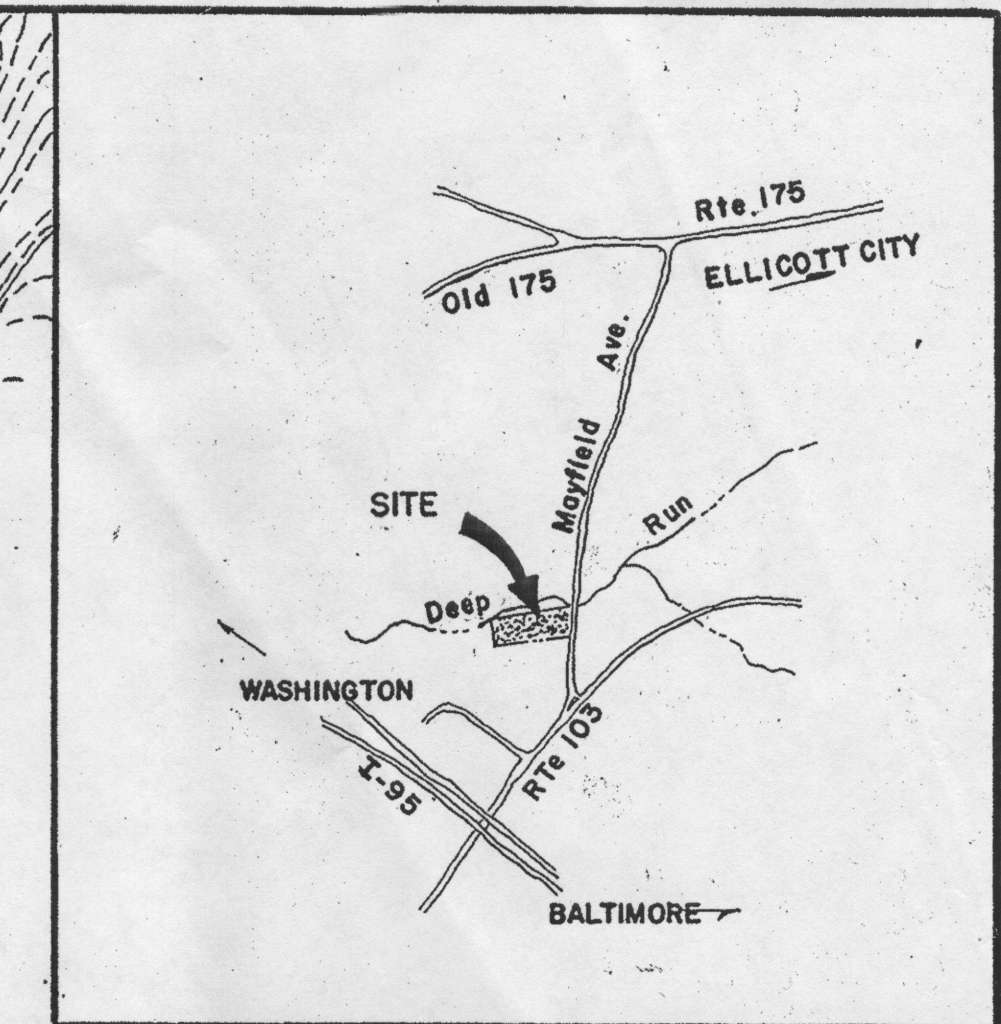 Rte. 175
ELLICOTT CITY
Old 175
Mayfield Ave.
SITE
Run
Deep
WASHINGTON
RTe 103
I-95
BALTIMORE